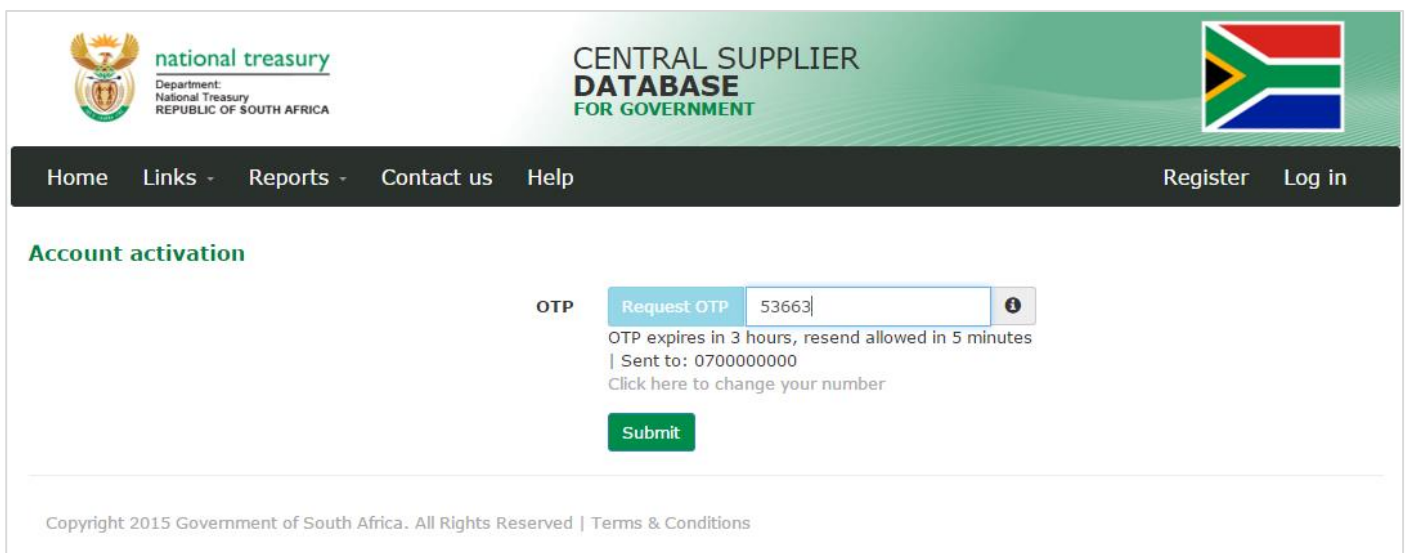 national treasury
Department:
National Treasury
REPUBLIC OF SOUTH AFRICA
CENTRAL SUPPLIER
DATABASE
FOR GOVERNMENT
Home Links - Reports - Contact us Help Register Log in
Account activation
OTP Request OTP 53663
OTP expires in 3 hours, resend allowed in 5 minutes
| Sent to: 0700000000
Click here to change your number
Submit
Copyright 2015 Government of South Africa. All Rights Reserved | Terms & Conditions